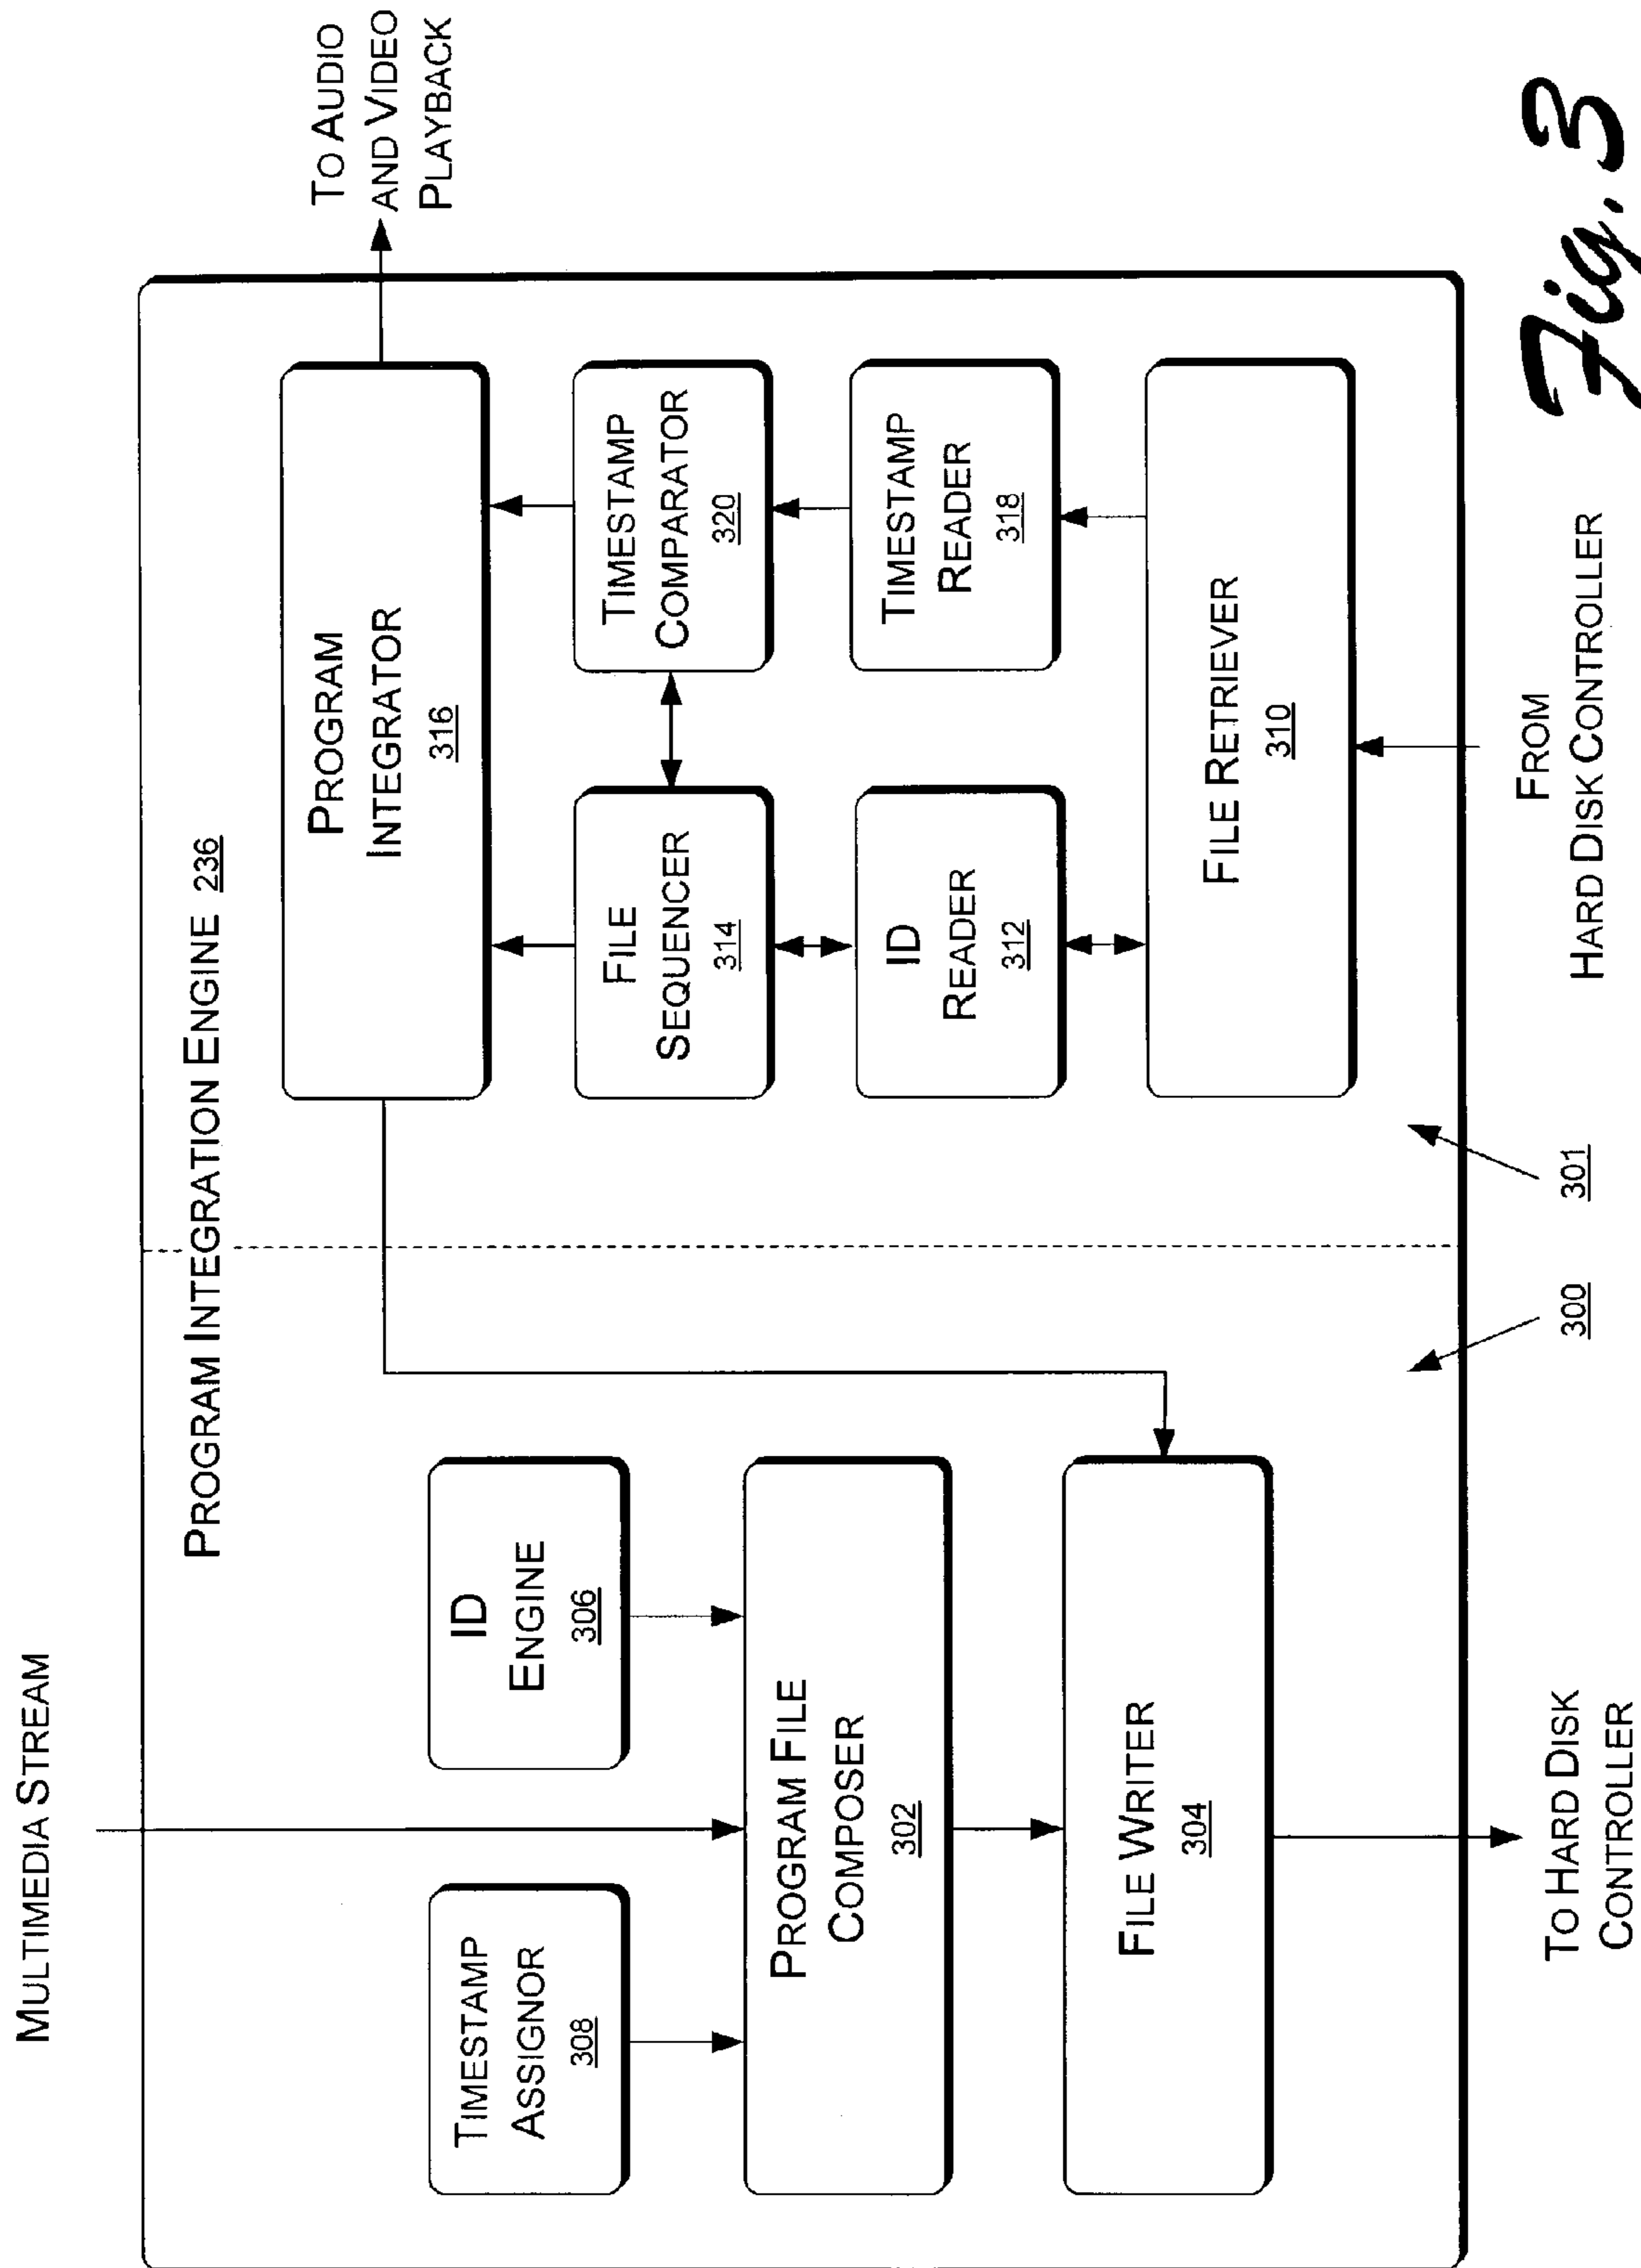 MULTIMEDIA STREAM
PROGRAM INTEGRATION ENGINE 236
TIMESTAMP
ASSIGNOR
308
ID
ENGINE
306
PROGRAM FILE
COMPOSER
302
FILE WRITER
304
TO HARD DISK
CONTROLLER
300
301
PROGRAM
INTEGRATOR
316
TO AUDIO
AND VIDEO
PLAYBACK
FILE
SEQUENCER
314
TIMESTAMP
COMPARATOR
320
ID
READER
312
TIMESTAMP
READER
318
FILE RETRIEVER
310
FROM
HARD DISK CONTROLLER
Fig. 3